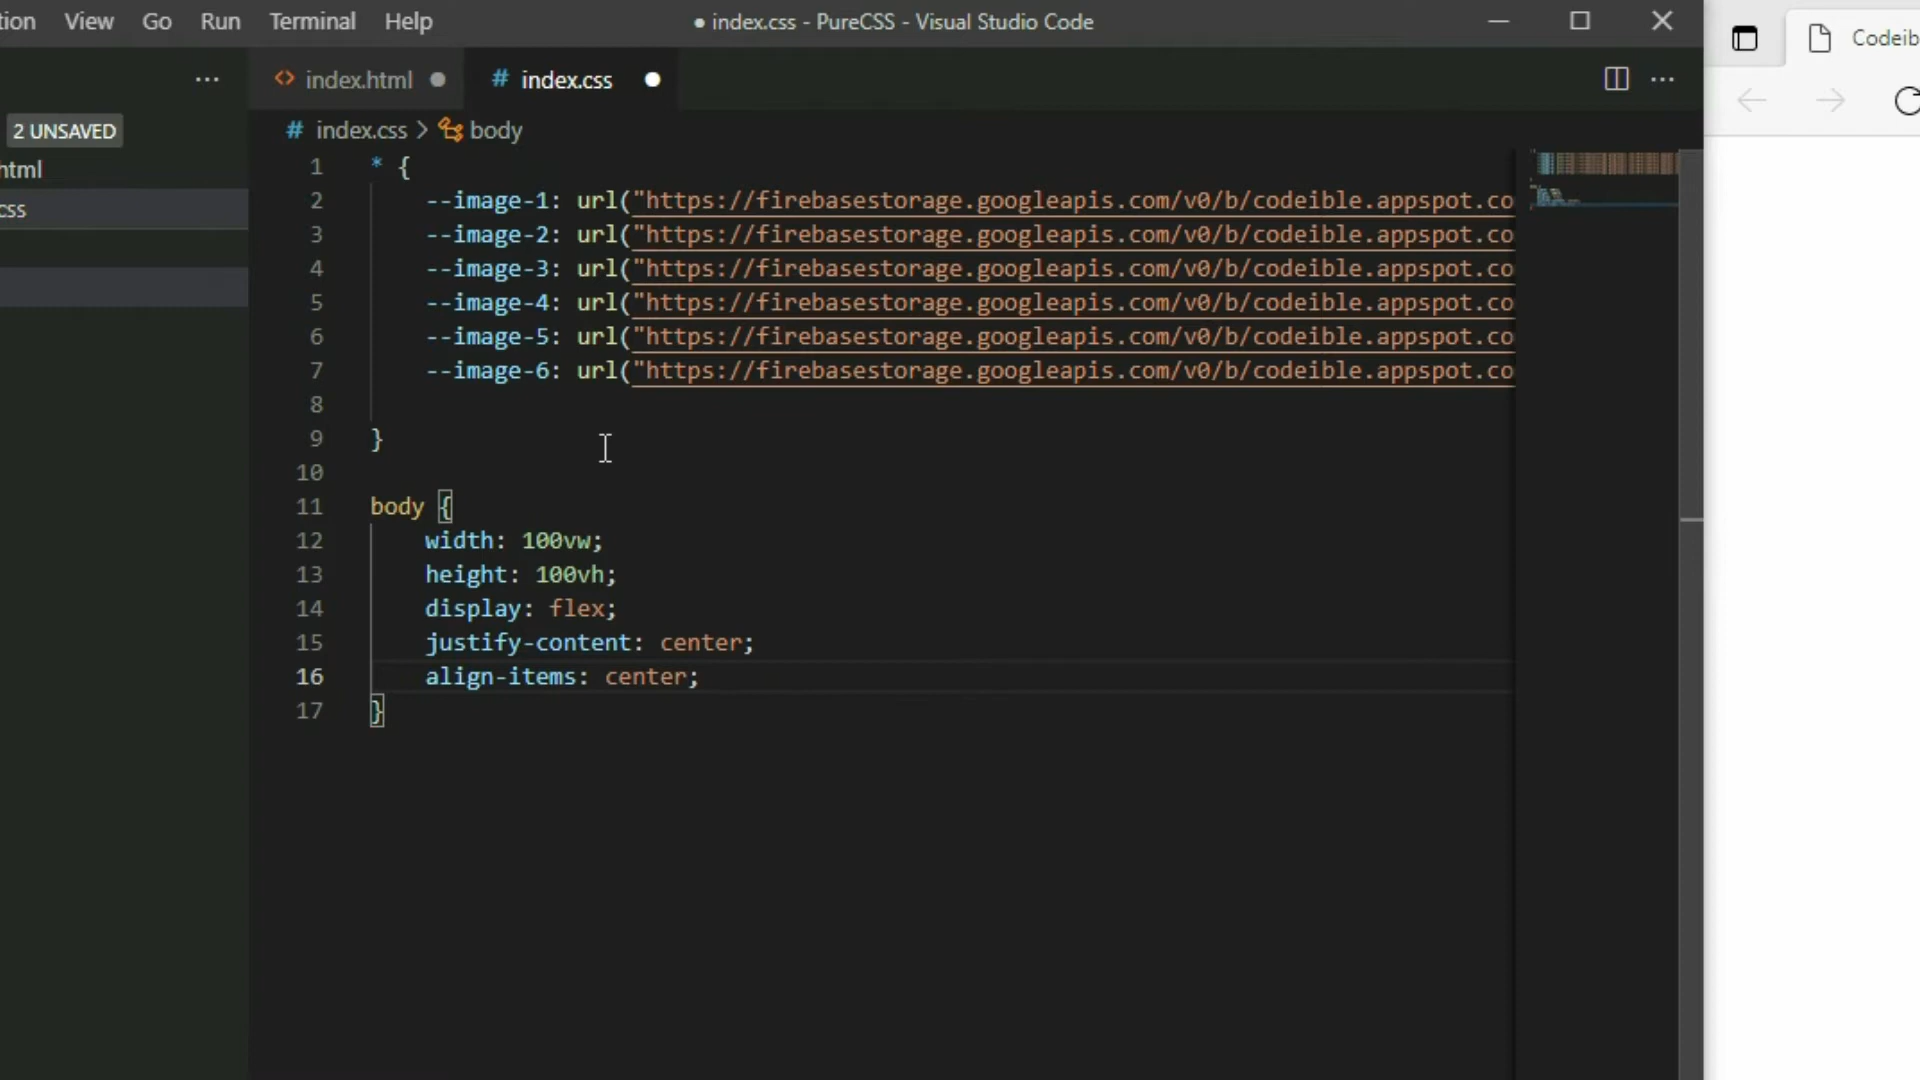 tion View Go Run Terminal Help ● index.css - PureCSS - Visual Studio Code
Codeib
index.html # index.css
2 UNSAVED
# index.css > body
html
css
1 * {
2 --image-1: url("https://firebasestorage.googleapis.com/v0/b/codeible.appspot.co
3 --image-2: url("https://firebasestorage.googleapis.com/v0/b/codeible.appspot.co
4 --image-3: url("https://firebasestorage.googleapis.com/v0/b/codeible.appspot.co
5 --image-4: url("https://firebasestorage.googleapis.com/v0/b/codeible.appspot.co
6 --image-5: url("https://firebasestorage.googleapis.com/v0/b/codeible.appspot.co
7 --image-6: url("https://firebasestorage.googleapis.com/v0/b/codeible.appspot.co
8
9 }
10
11 body {
12 width: 100vw;
13 height: 100vh;
14 display: flex;
15 justify-content: center;
16 align-items: center;
17 }